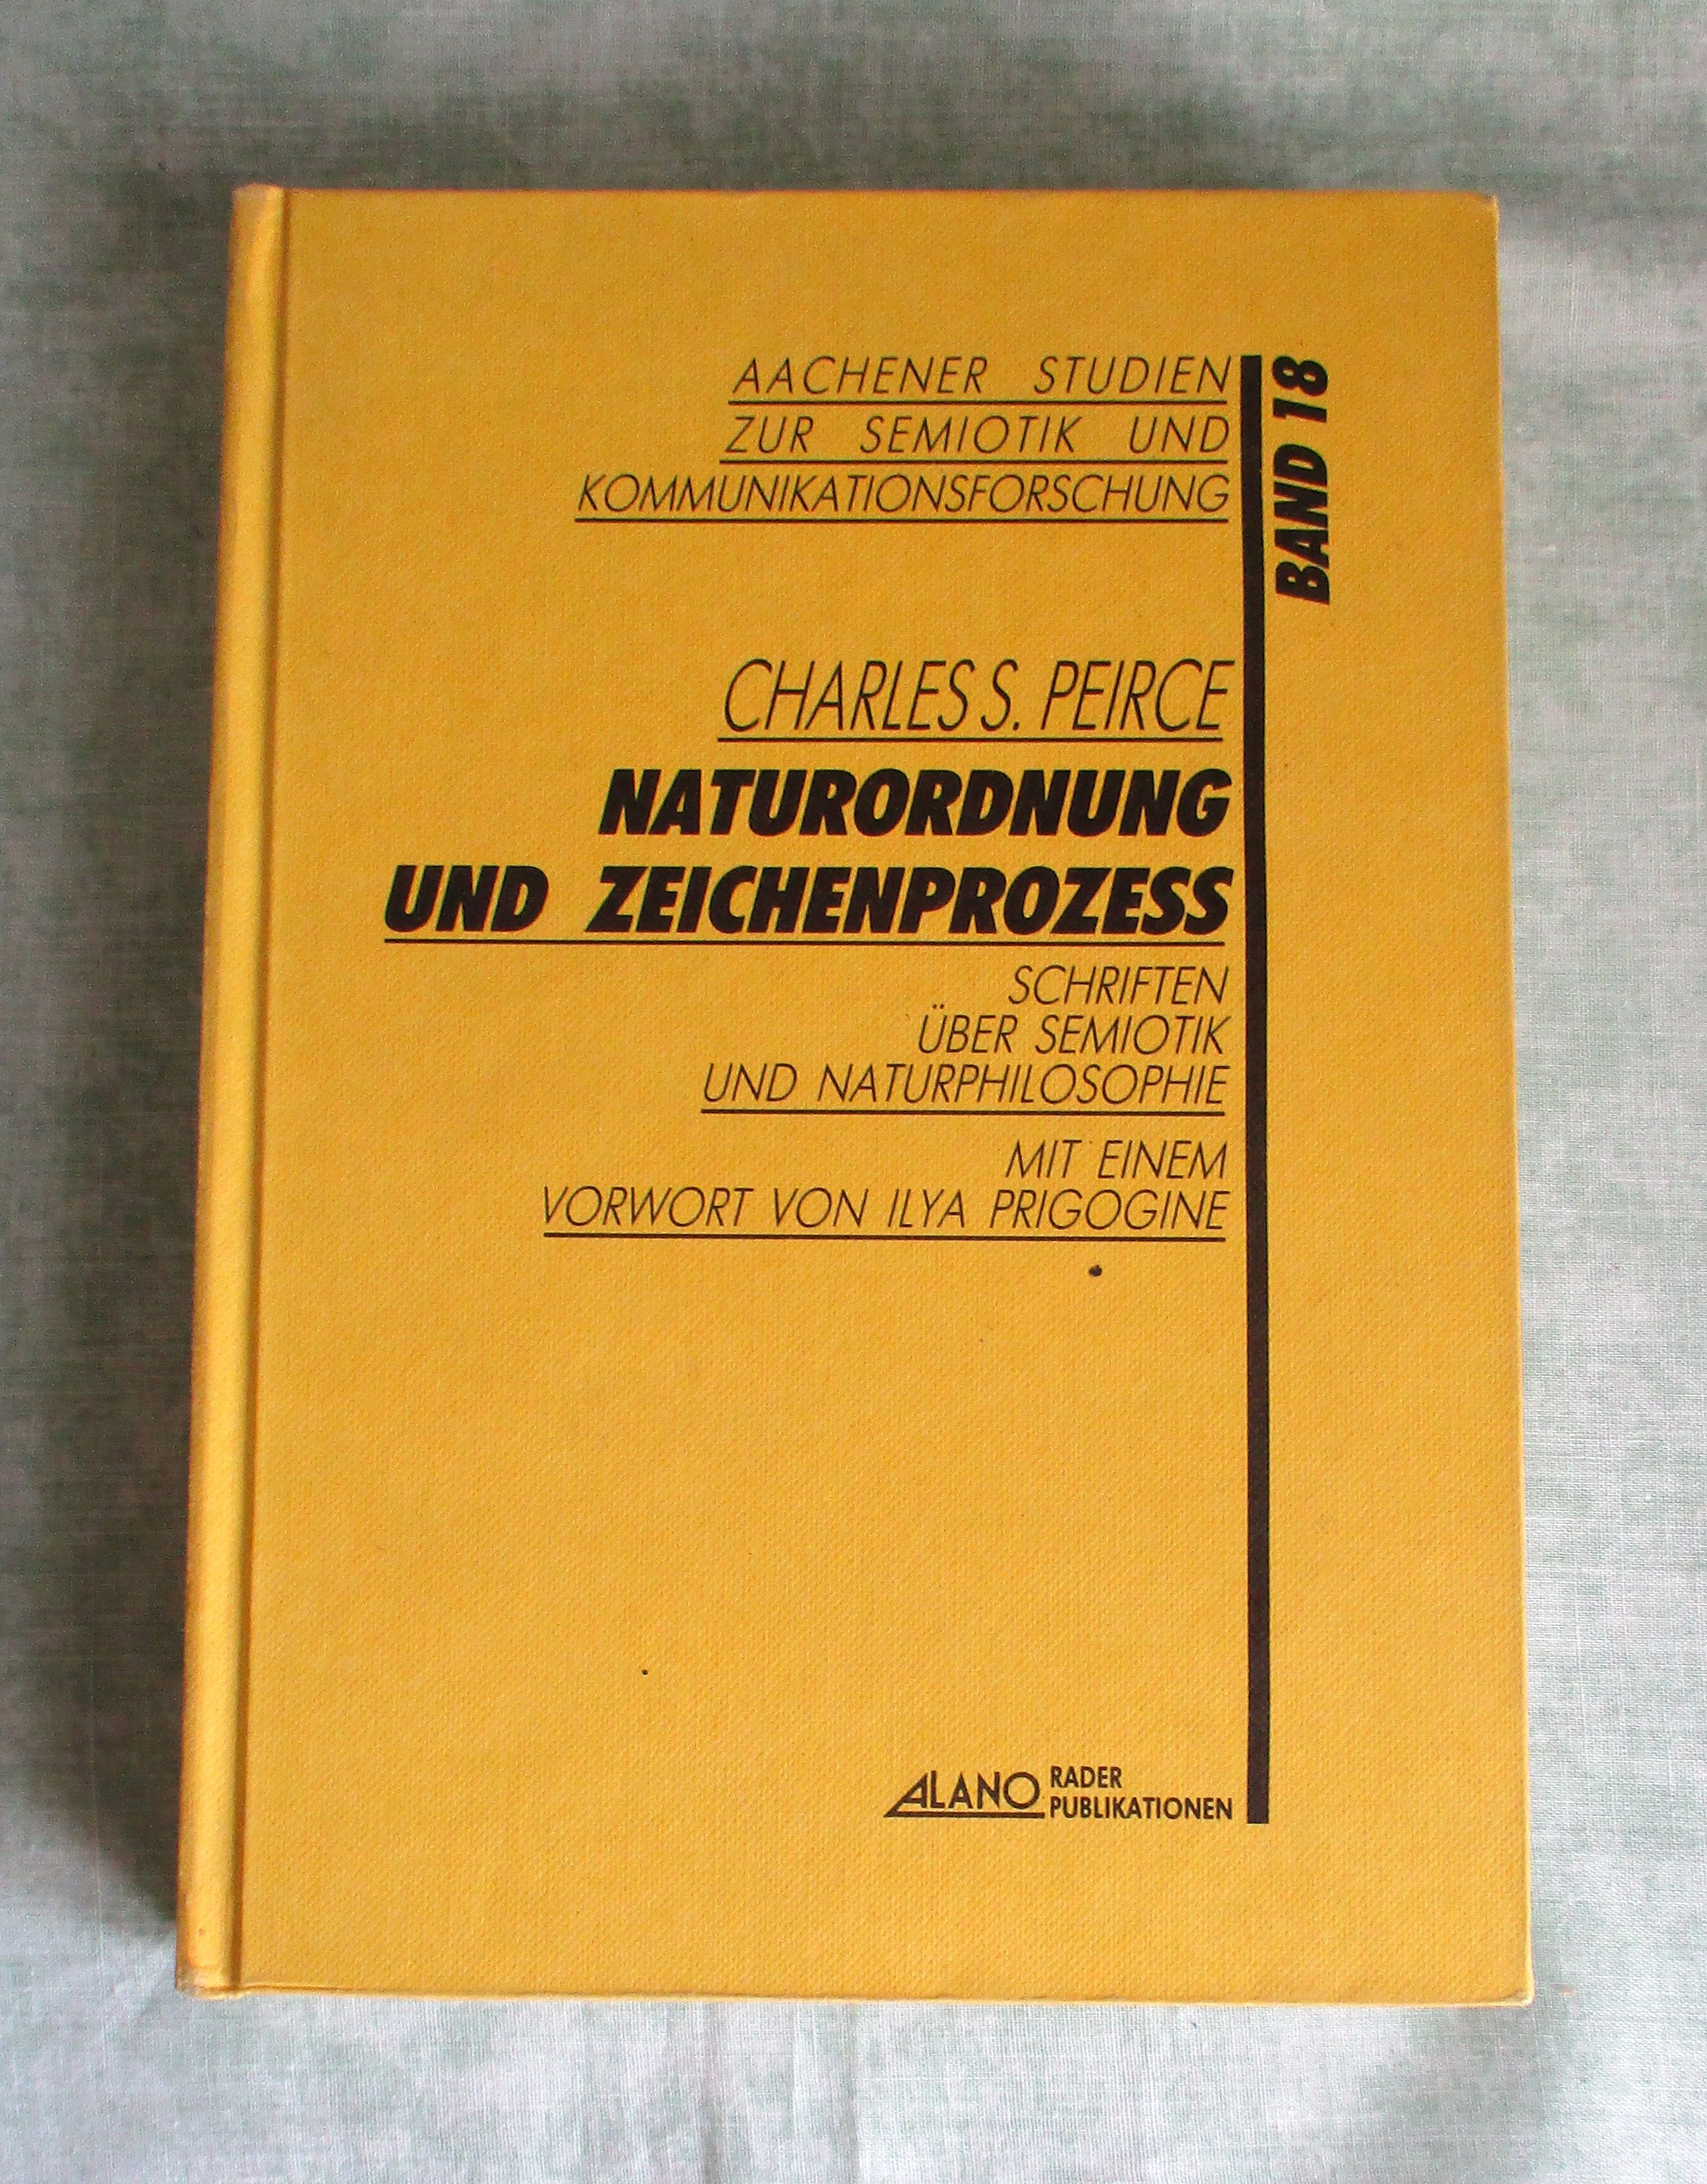 AACHENER STUDIEN
ZUR SEMIOTIK UND
KOMMUNIKATIONSFORSCHUNG
BAND 18
CHARLES S. PEIRCE
NATURORDNUNG
UND ZEICHENPROZESS
SCHRIFTEN
ÜBER SEMIOTIK
UND NATURPHILOSOPHIE
MIT EINEM
VORWORT VON ILYA PRIGOGINE
ALANO RADER
PUBLIKATIONEN